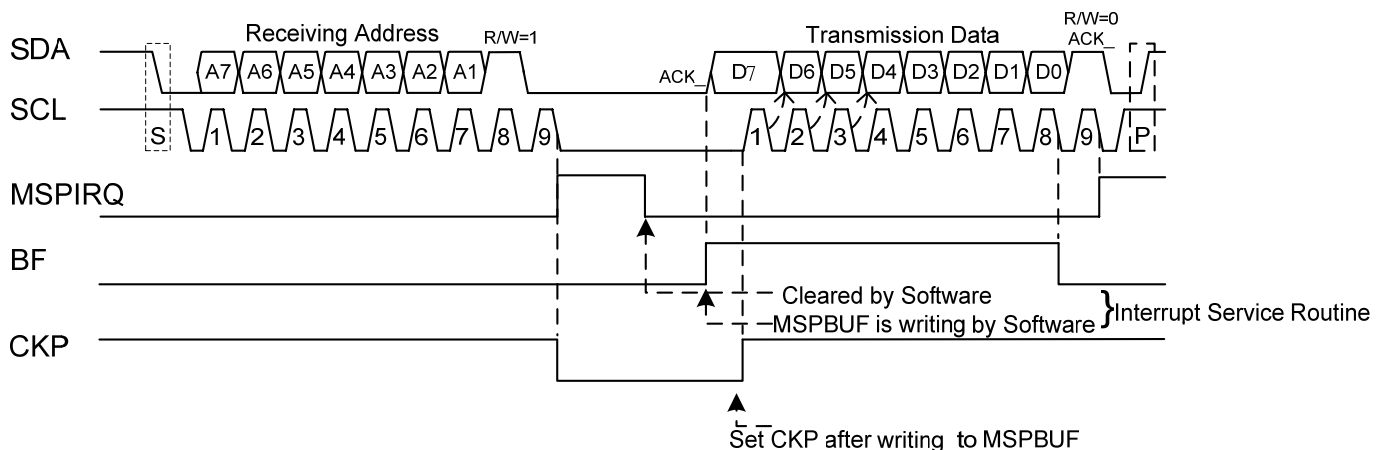 Receiving Address
Transmission Data
R/W=0
SDA
R/W=1
ACK_
A7 A6 A5 A4 A3 A2 A1
ACK_
D7 D6 D5 D4 D3 D2 D1 D0
SCL
S
1 2 3 4 5 6 7 8 9
1 2 3 4 5 6 7 8 9
P
MSPIRQ
BF
Cleared by Software
MSPBUF is writing by Software
} Interrupt Service Routine
CKP
Set CKP after writing to MSPBUF